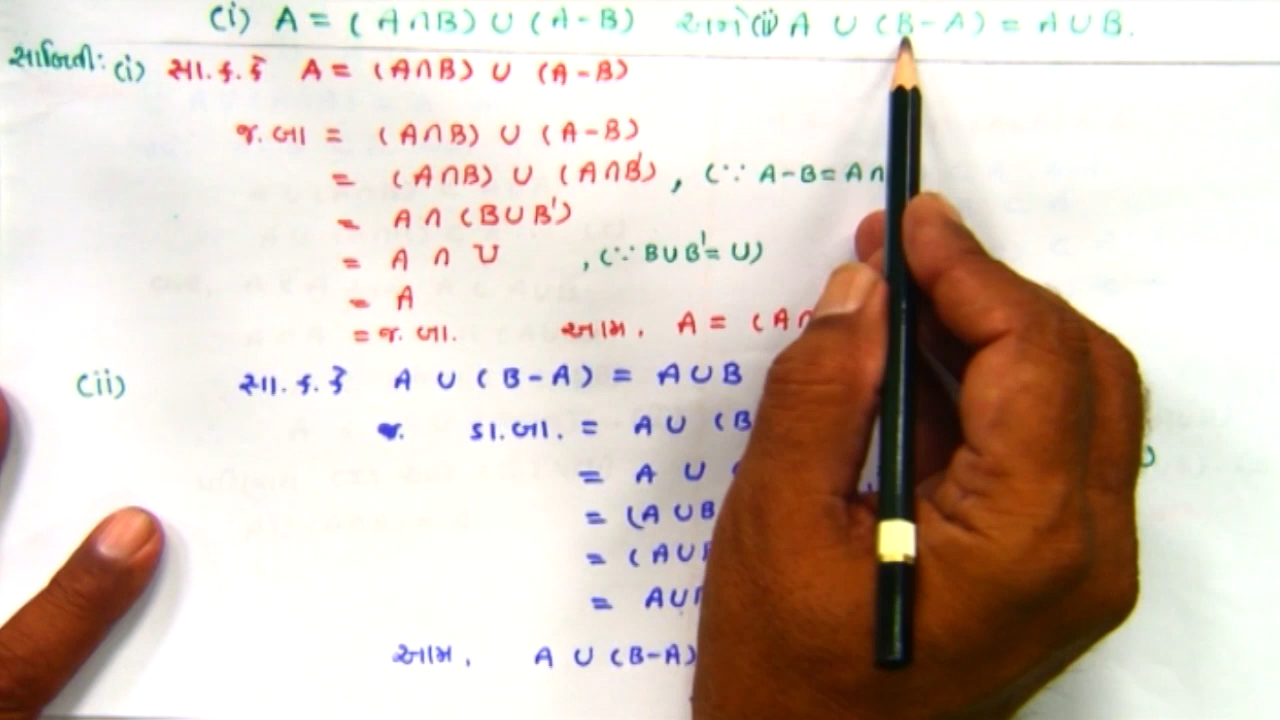 (i) A = (A∩B) ∪ (A-B) અને (ii) A ∪ (B-A) = A∪B.
સાબિતી: (i) સા.ક.કે A = (A∩B) ∪ (A-B)
જ.બા = (A∩B) ∪ (A-B)
= (A∩B) ∪ (A∩B'), (∵ A-B = A∩
= A ∩ (B∪B')
= A ∩ U , (∵ B∪B' = U)
= A
= જ.બા. આમ, A = (A∩
(ii) સા.ક.કે A ∪ (B-A) = A∪B
ડા.બા. = A∪ (B
= A ∪
= (A ∪B
= (A∪
= A∪
આમ, A ∪ (B-A)